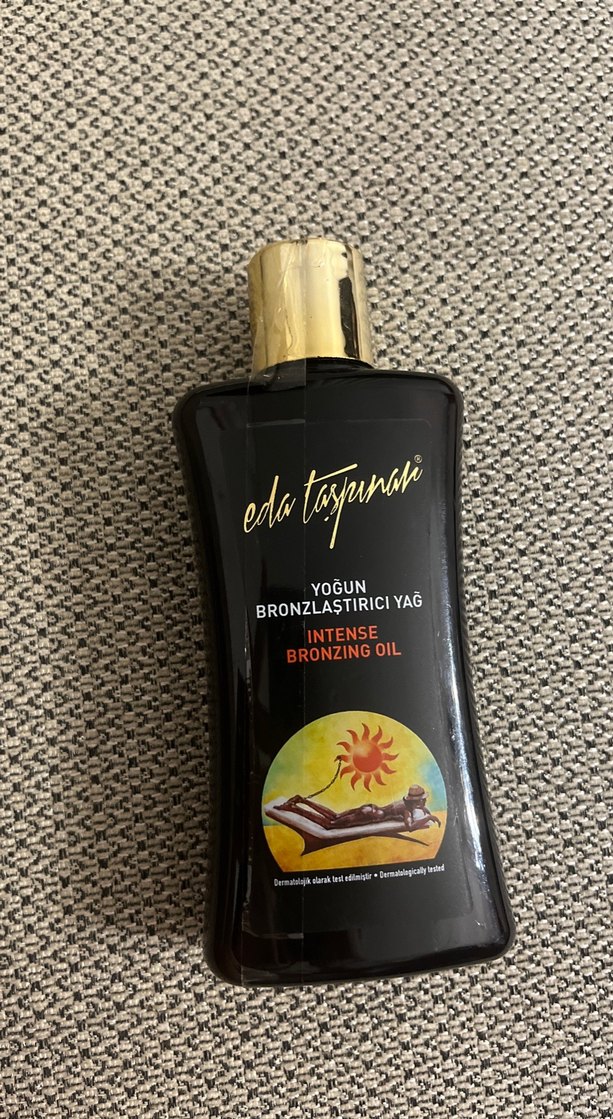 eda taşpınar®
YOĞUN
BRONZLAŞTIRICI YAĞ
INTENSE
BRONZING OIL
Dermatolojik olarak test edilmiştir • Dermatologically tested